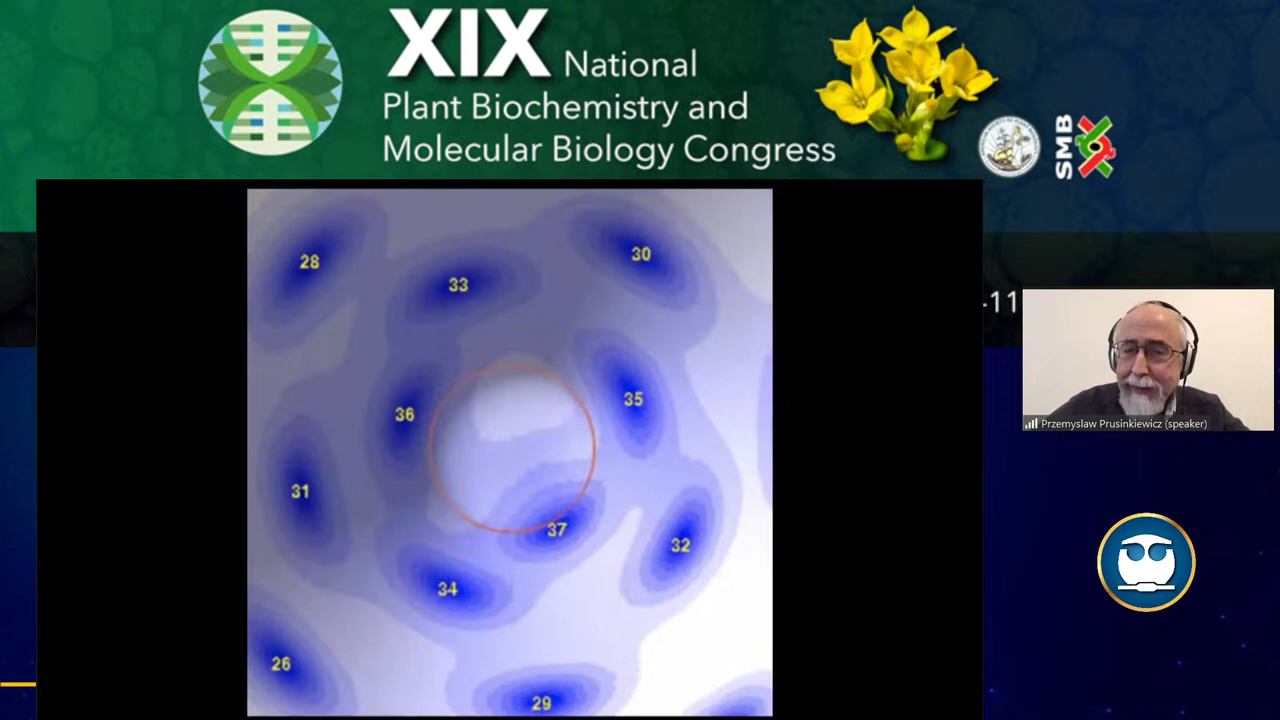 XIX National
Plant Biochemistry and
Molecular Biology Congress
SMB
28
33
30
36
35
31
37
32
34
26
29
-11
Przemyslaw Prusinkiewicz (speaker)